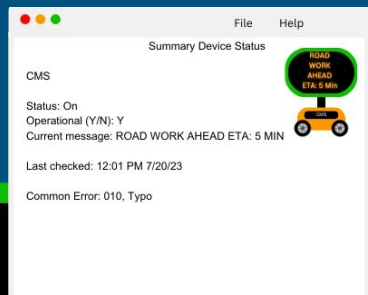 File Help
Summary Device Status
ROAD
WORK
AHEAD
ETA: 5 Min
CMS
CMS
Status: On
Operational (Y/N): Y
Current message: ROAD WORK AHEAD ETA: 5 MIN
Last checked: 12:01 PM 7/20/23
Common Error: 010, Typo